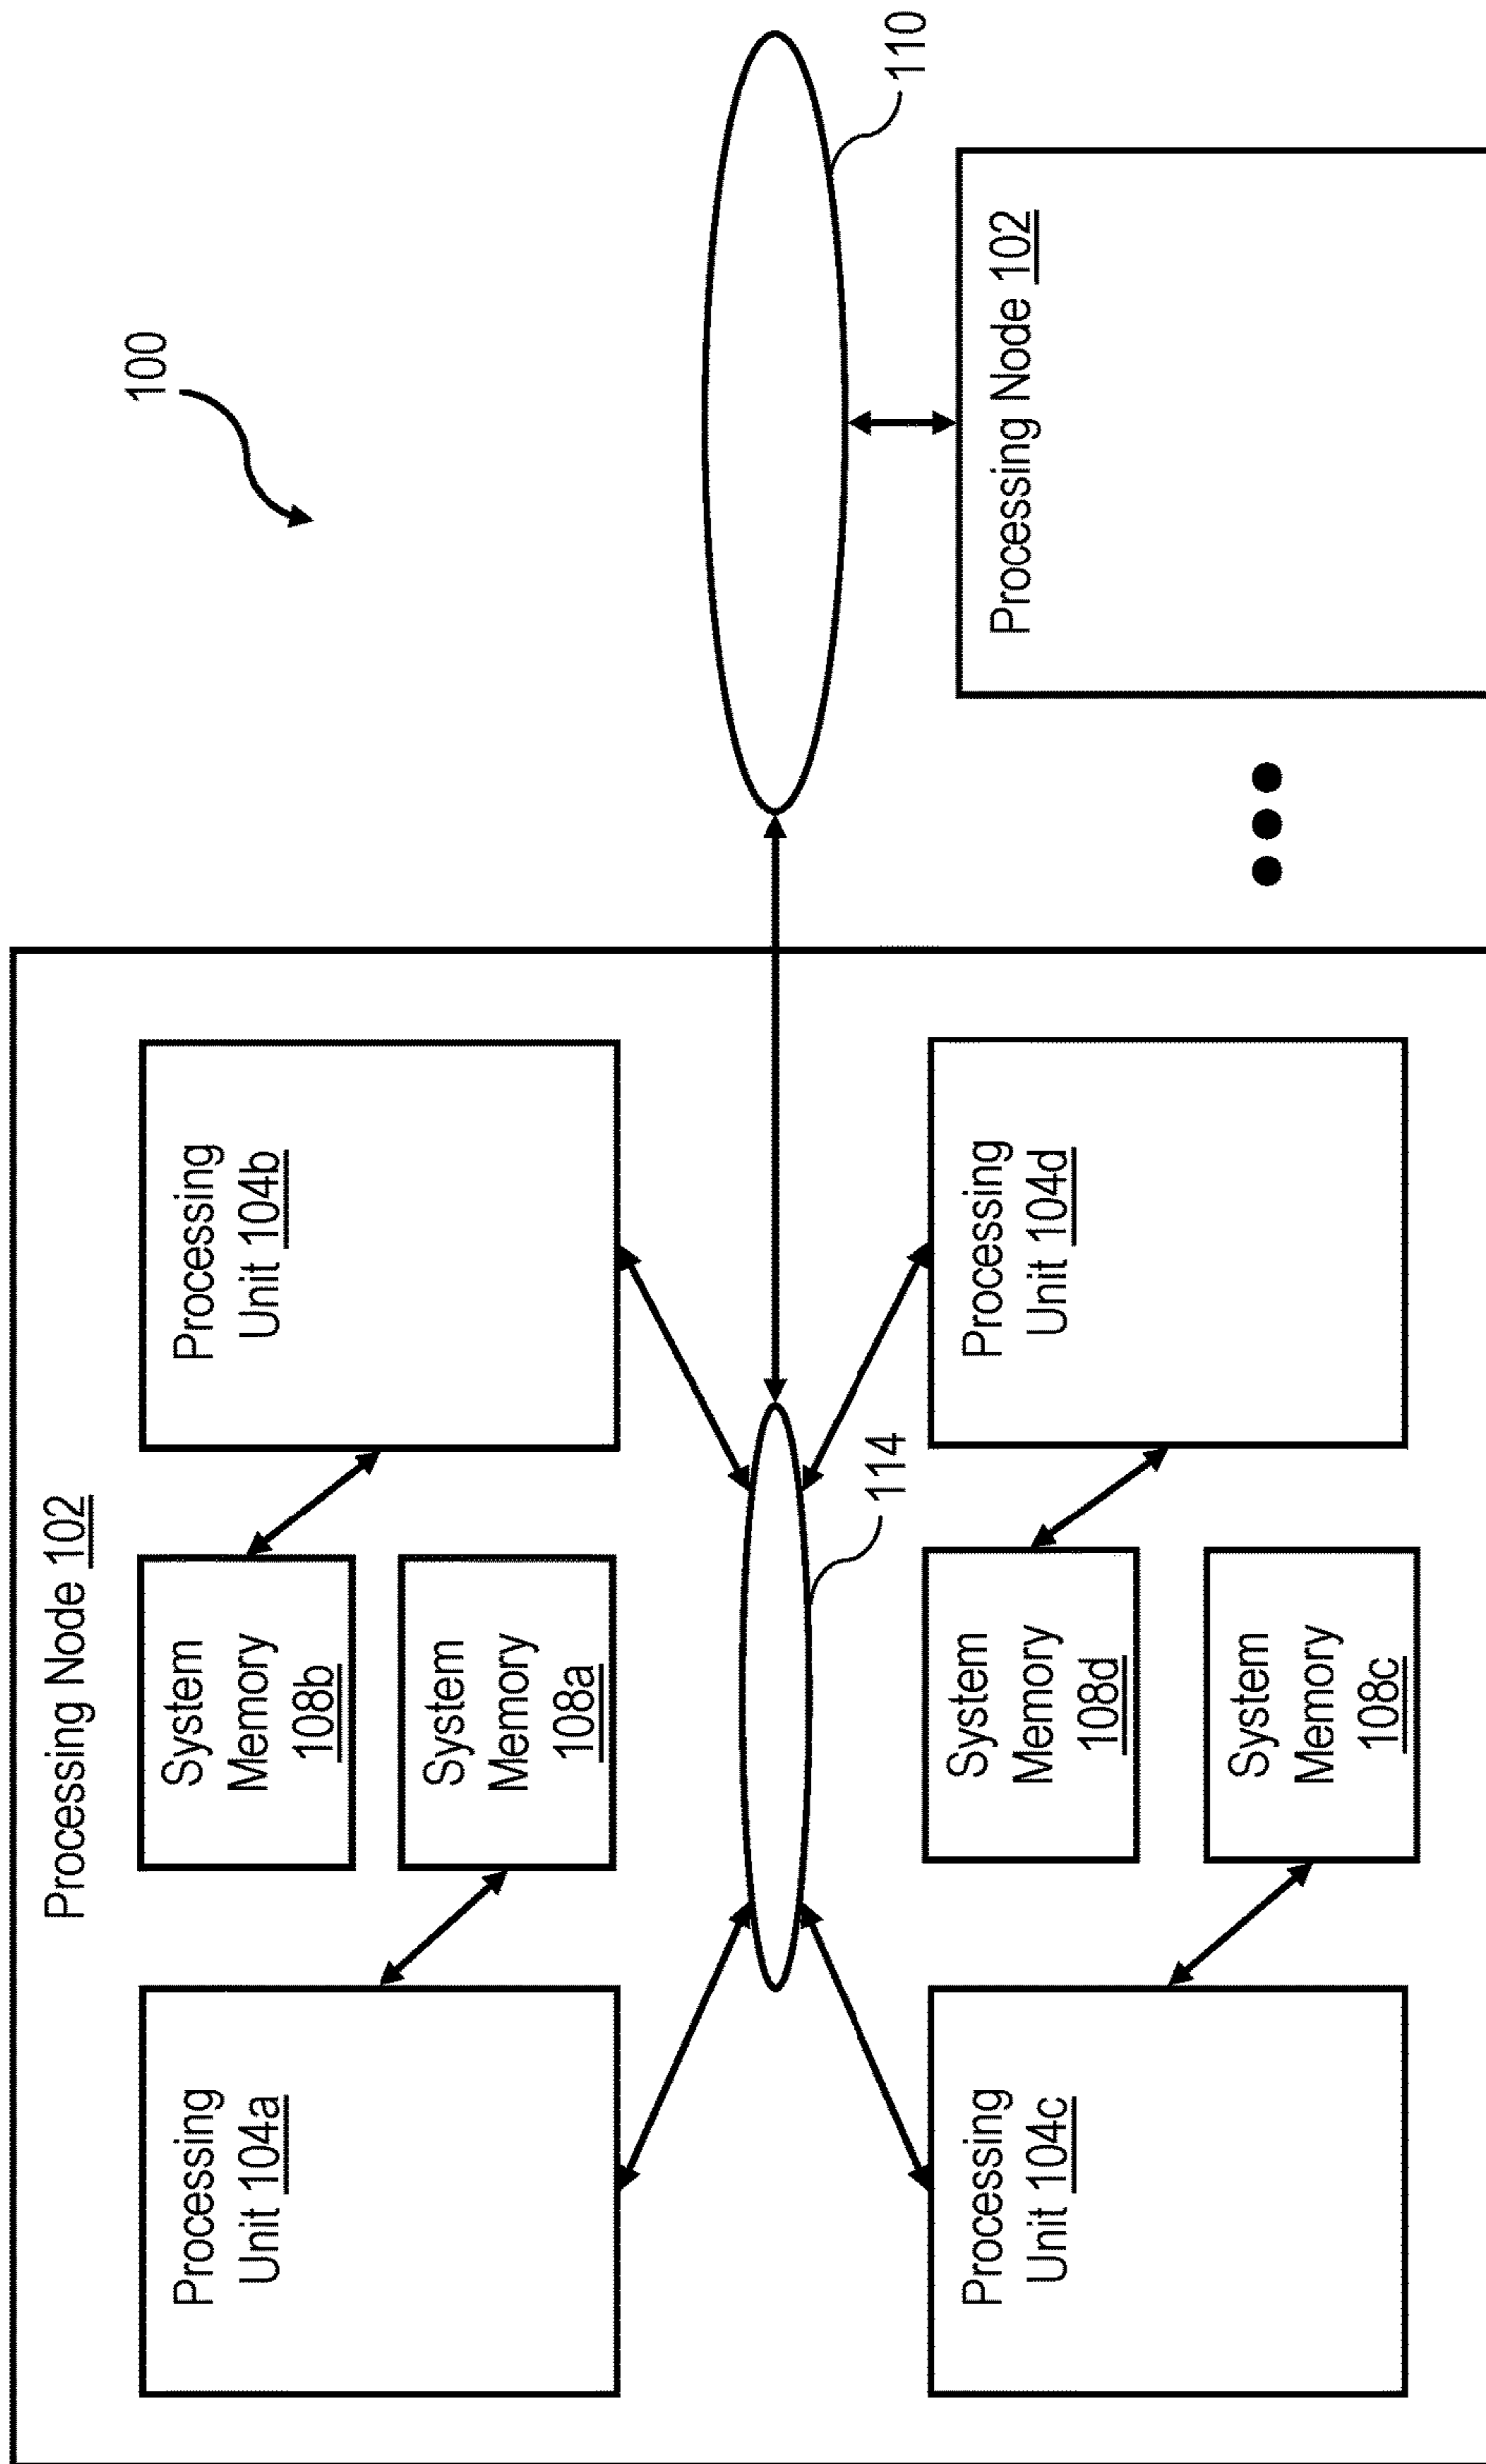 100
Processing Node 102
Processing
Unit 104a
System
Memory
108b
System
Memory
108a
Processing
Unit 104b
114
110
Processing
Unit 104c
System
Memory
108d
System
Memory
108c
Processing
Unit 104d
Processing Node 102